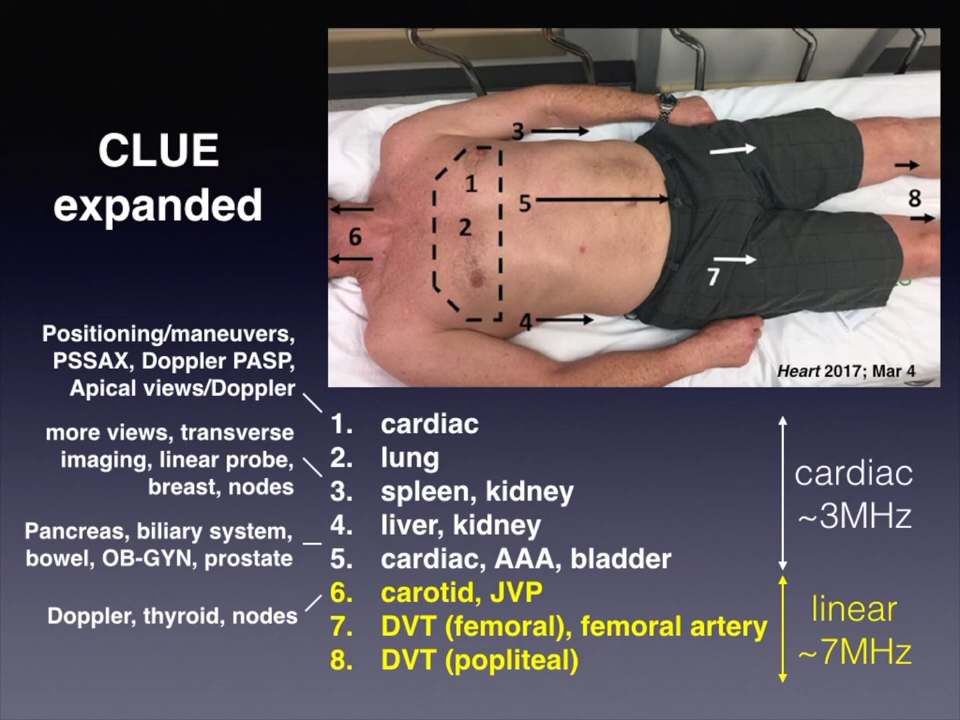 CLUE
expanded
3
1
5
2
6
8
7
4
Heart 2017; Mar 4
Positioning/maneuvers,
PSSAX, Doppler PASP,
Apical views/Doppler
more views, transverse
imaging, linear probe,
breast, nodes
Pancreas, biliary system,
bowel, OB-GYN, prostate
Doppler, thyroid, nodes
1. cardiac
2. lung
3. spleen, kidney
4. liver, kidney
5. cardiac, AAA, bladder
6. carotid, JVP
7. DVT (femoral), femoral artery
8. DVT (popliteal)
cardiac
~3MHz
linear
~7MHz